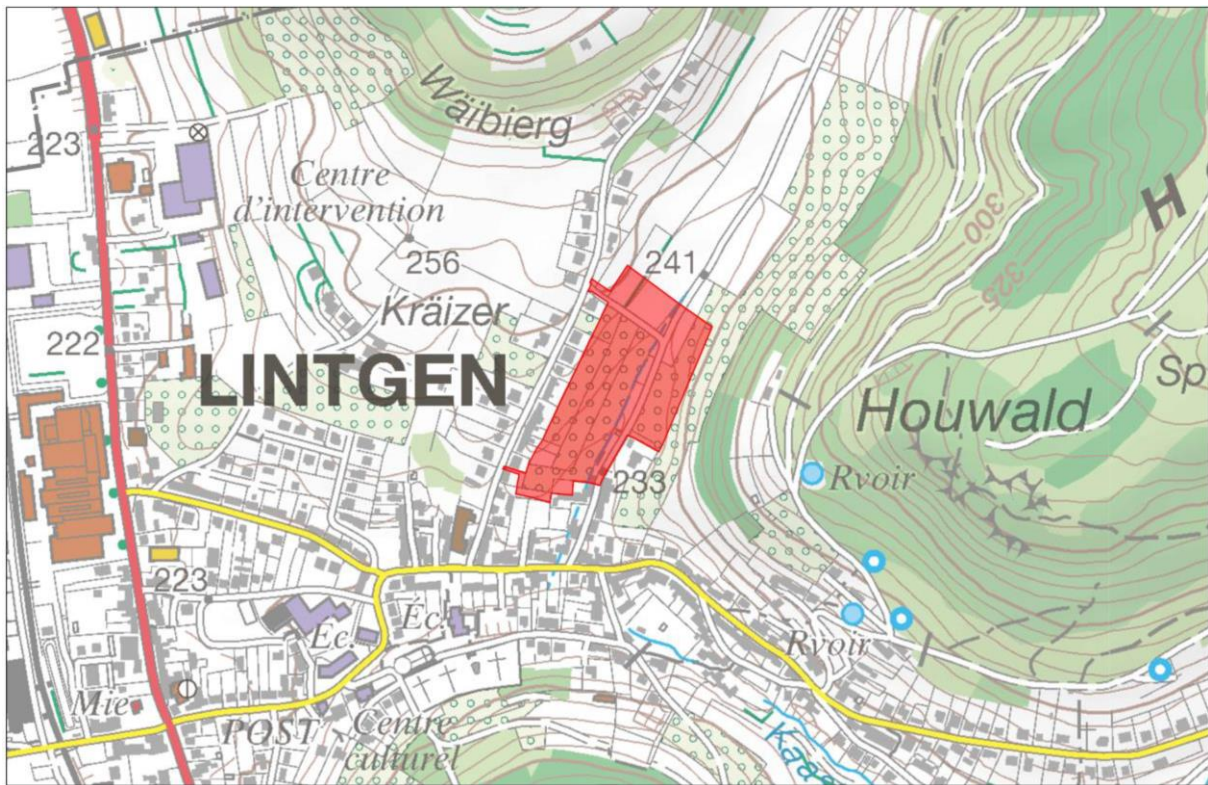 Wäibierg
223
Centre
d'intervention
H
300
325
256
241
Kräizer
222
LINTGEN
Sp
Houwald
Rvoir
233
223
Éc.
Éc.
Rvoir
Mie
POST
Centre
culturel
Kaas